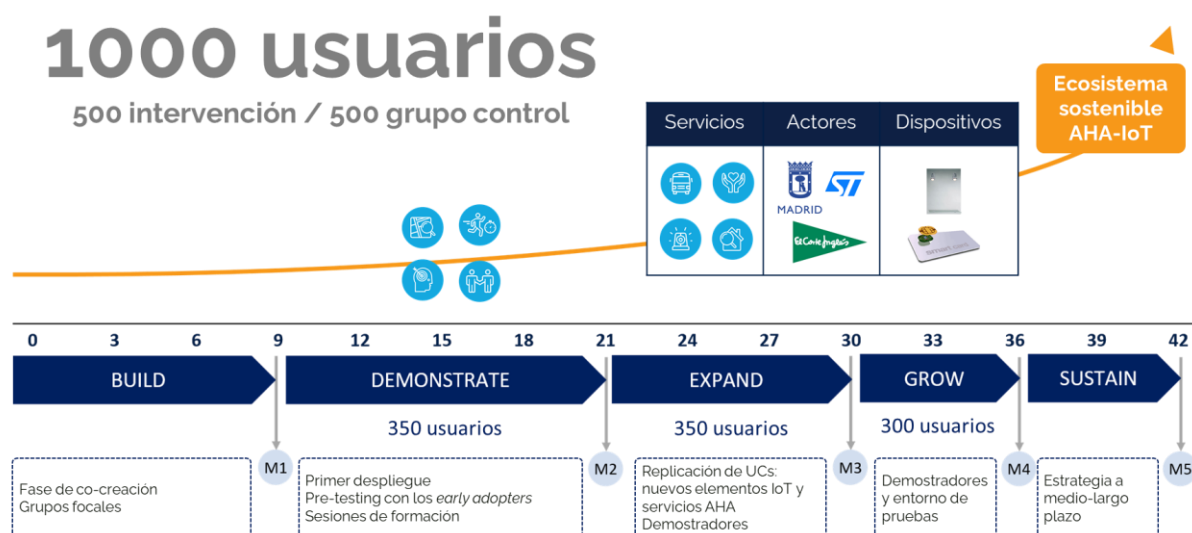 1000 usuarios
500 intervención / 500 grupo control
Servicios Actores Dispositivos
MADRID
ST
El Corte Inglés
smart.com
Ecosistema
sostenible
AHA-IoT
0 3 6 9 12 15 18 21 24 27 30 33 36 39 42
BUILD DEMONSTRATE EXPAND GROW SUSTAIN
350 usuarios 350 usuarios 300 usuarios
M1 M2 M3 M4 M5
Fase de co-creación
Grupos focales
Primer despliegue
Pre-testing con los early adopters
Sesiones de formación
Replicación de UCs:
nuevos elementos IoT y
servicios AHA
Demostradores
Demostradores
y entorno de
pruebas
Estrategia a
medio-largo
plazo